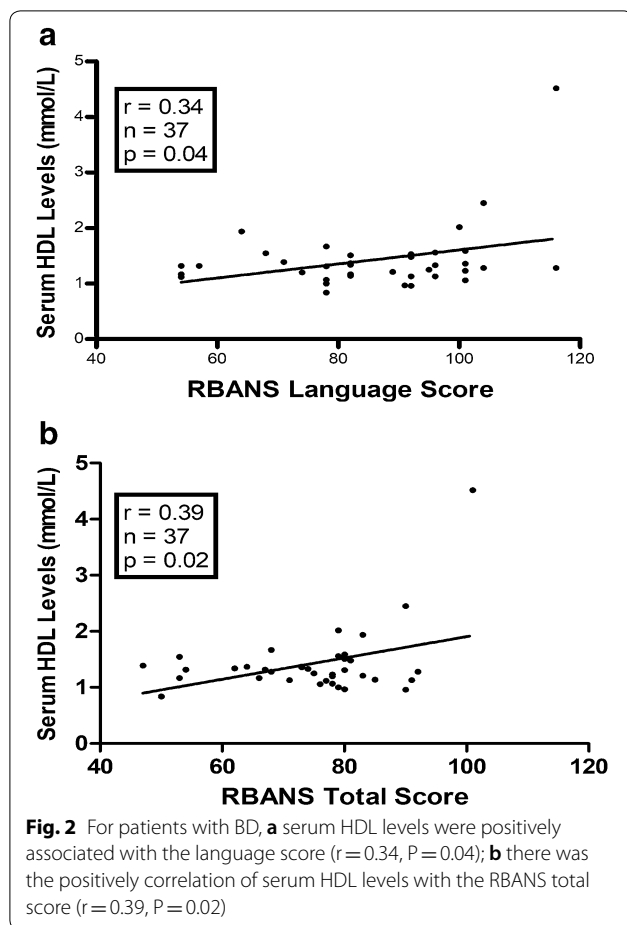 a
5
4
3
2
1
0
Serum HDL Levels (mmol/L)
r = 0.34
n = 37
p = 0.04
40 60 80 100 120
RBANS Language Score
b
5
4
3
2
1
0
Serum HDL Levels (mmol/L)
r = 0.39
n = 37
p = 0.02
40 60 80 100 120
RBANS Total Score
Fig. 2 For patients with BD, a serum HDL levels were positively
associated with the language score (r = 0.34, P = 0.04); b there was
the positively correlation of serum HDL levels with the RBANS total
score (r = 0.39, P = 0.02)